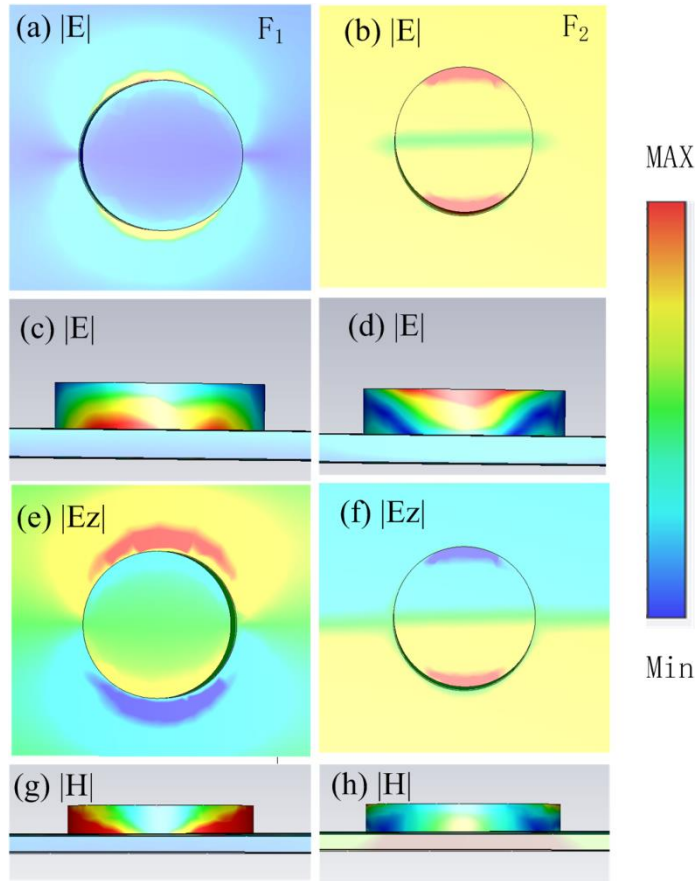 (a) |E| F₁
(b) |E| F₂
MAX
(c) |E|
(d) |E|
(e) |Ez|
(f) |Ez|
Min
(g) |H|
(h) |H|